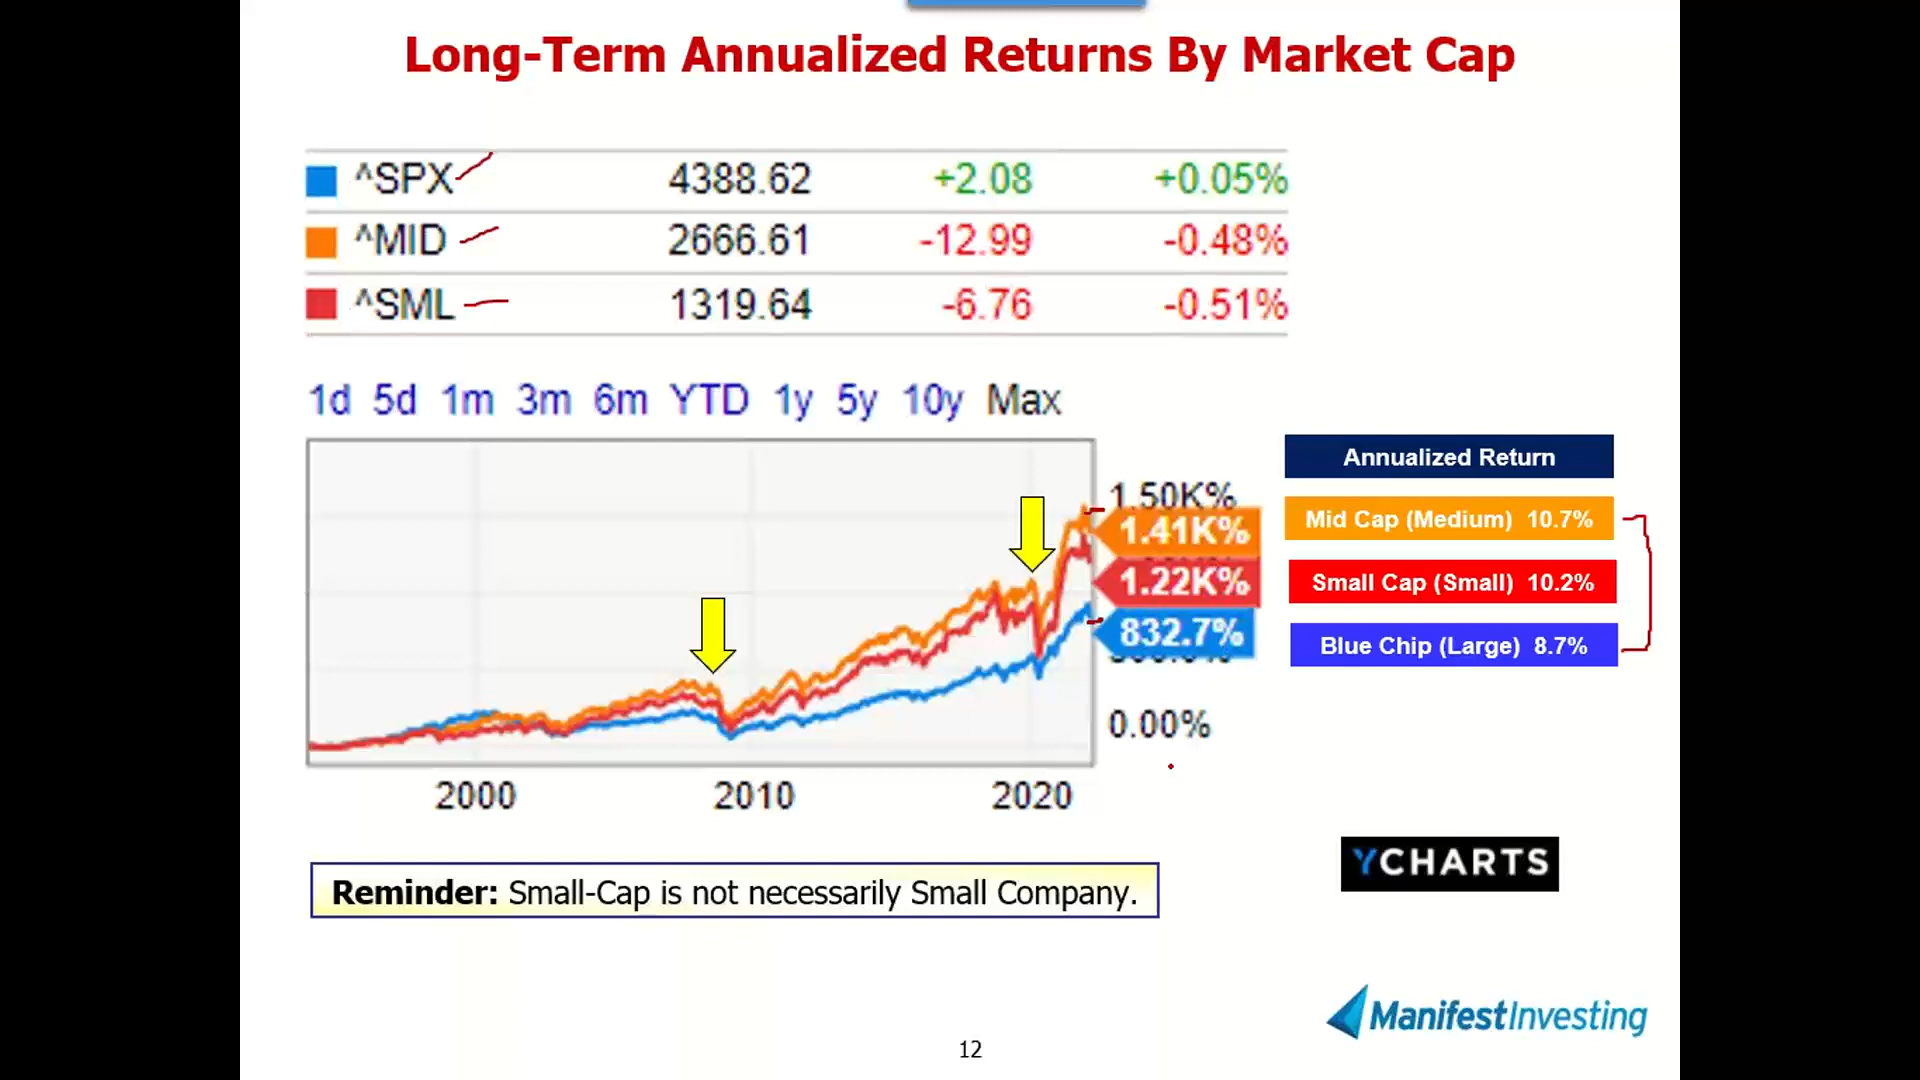 Long-Term Annualized Returns By Market Cap
^SPX 4388.62 +2.08 +0.05%
^MID 2666.61 -12.99 -0.48%
^SML 1319.64 -6.76 -0.51%
1d 5d 1m 3m 6m YTD 1y 5y 10y Max
Annualized Return
1.50K%
Mid Cap (Medium) 10.7%
1.41K%
Small Cap (Small) 10.2%
1.22K%
Blue Chip (Large) 8.7%
832.7%
0.00%
2000 2010 2020
YCHARTS
Reminder: Small-Cap is not necessarily Small Company.
ManifestInvesting
12